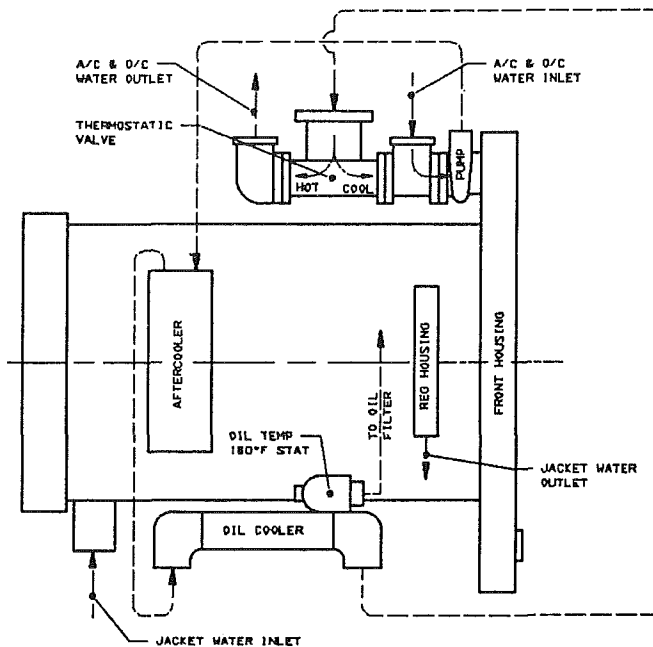 A/C & O/C
WATER OUTLET
A/C & O/C
WATER INLET
THERMOSTATIC
VALVE
PUMP
HOT
COOL
AFTERCOOLER
REG HOUSING
FRONT HOUSING
TO OIL
FILTER
OIL TEMP
180°F STAT
JACKET WATER
OUTLET
OIL COOLER
JACKET WATER INLET